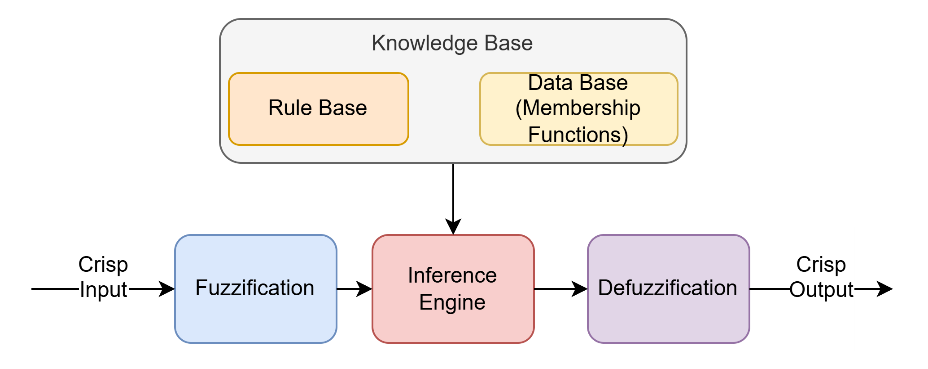 Knowledge Base
Rule Base
Data Base
(Membership
Functions)
Crisp
Input
Fuzzification
Inference
Engine
Defuzzification
Crisp
Output